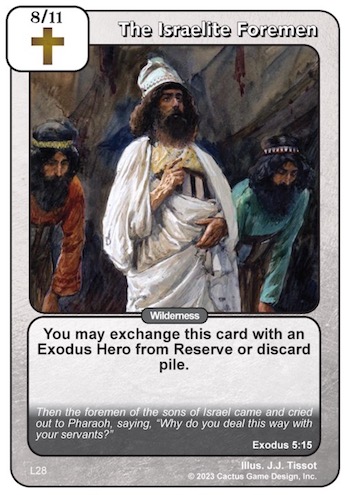 8/11
The Israelite Foremen
Wilderness
You may exchange this card with an
Exodus Hero from Reserve or discard
pile.
Then the foremen of the sons of Israel came and cried
out to Pharaoh, saying, “Why do you deal this way with
your servants?”
Exodus 5:15
Illus. J.J. Tissot
L28
© 2023 Cactus Game Design, Inc.